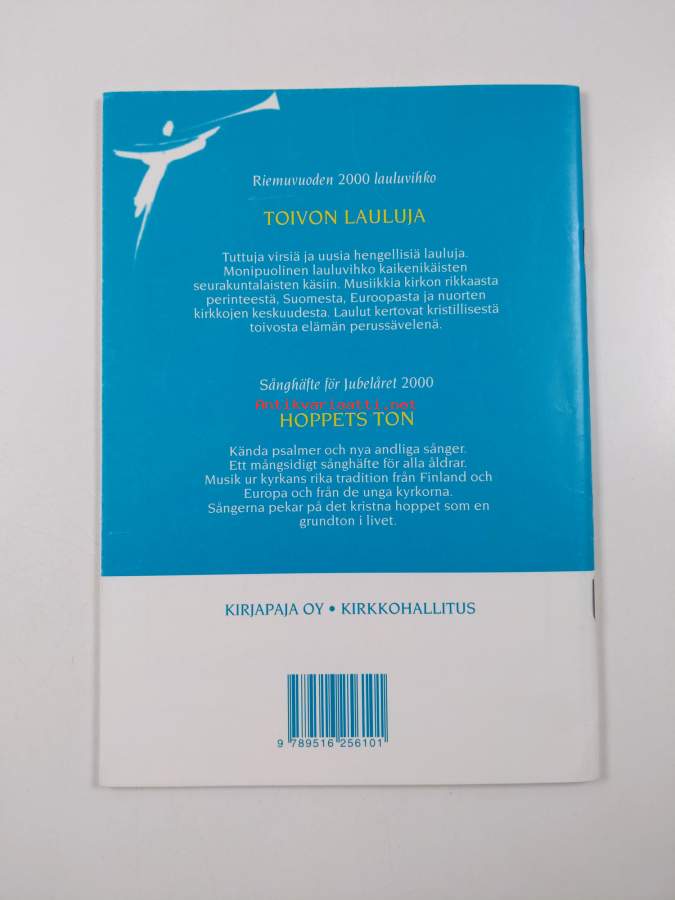 Riemuvuoden 2000 lauluvihko
TOIVON LAULUJA
Tuttuja virsiä ja uusia hengellisiä lauluja.
Monipuolinen lauluvihko kaikenikäisten
seurakuntalaisten käsiin. Musiikkia kirkon rikkaasta
perinteestä, Suomesta, Euroopasta ja nuorten
kirkkojen keskuudesta. Laulut kertovat kristillisestä
toivosta elämän perussävelenä.
Sånghäfte för Jubelåret 2000
Antikvariaatti.net
HOPPETS TON
Kända psalmer och nya andliga sånger.
Ett mångsidigt sånghäfte för alla åldrar.
Musik ur kyrkans rika tradition från Finland och
Europa och från de unga kyrkorna.
Sångerna pekar på det kristna hoppet som en
grundton i livet.
KIRJAPAJA OY • KIRKKOHALLITUS
9 789516 256101